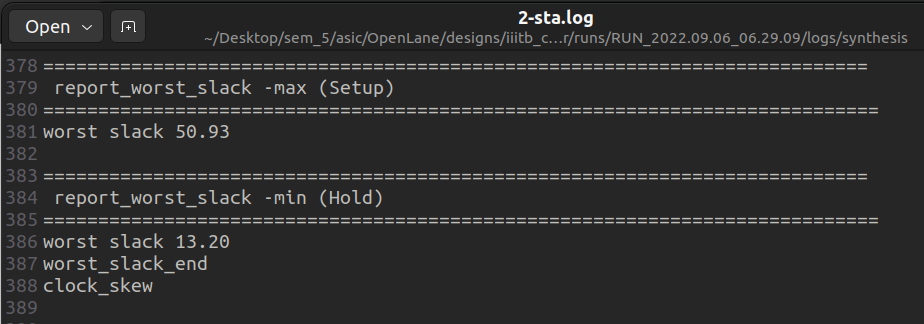 Open
2-sta.log
~/Desktop/sem_5/asic/OpenLane/designs/iiitb_c…r/runs/RUN_2022.09.06_06.29.09/logs/synthesis
378 ===========================================================================
379  report_worst_slack -max (Setup)
380 ============================================================================
381 worst slack 50.93
382
383 ===========================================================================
384  report_worst_slack -min (Hold)
385 ============================================================================
386 worst slack 13.20
387 worst_slack_end
388 clock_skew
389